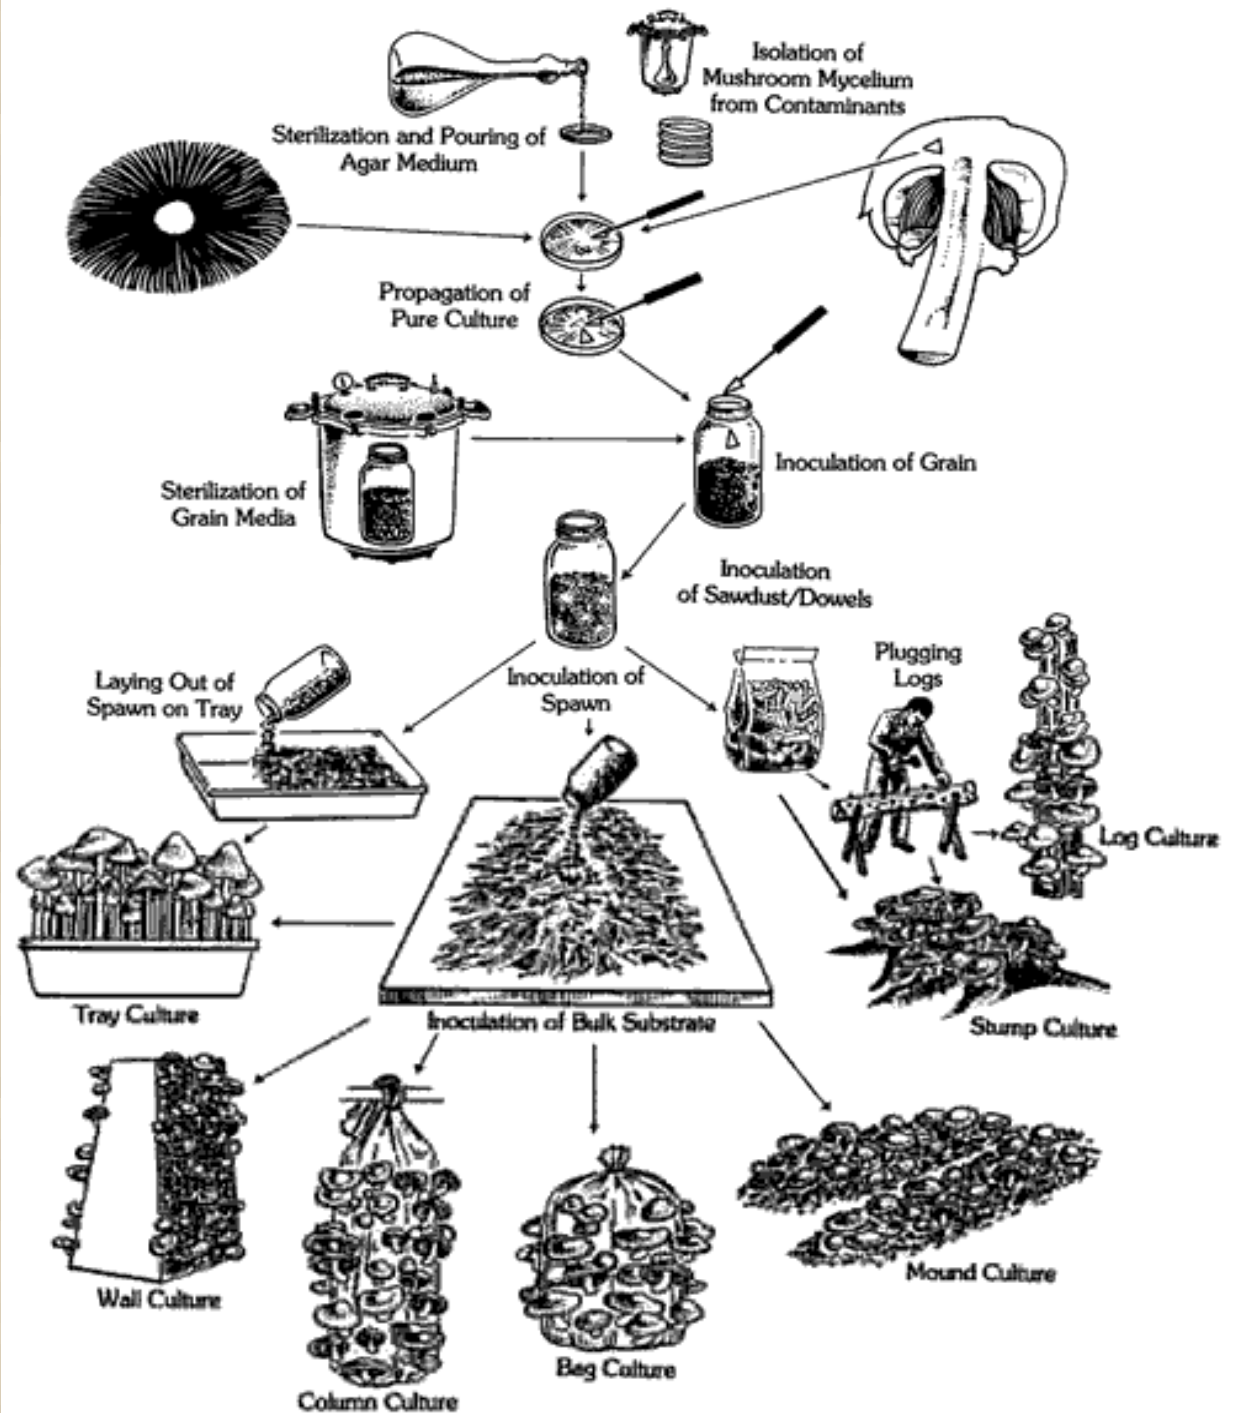 Isolation of
Mushroom Mycelium
from Contaminants
Sterilization and Pouring of
Agar Medium
Propagation of
Pure Culture
Inoculation of Grain
Sterilization of
Grain Media
Inoculation
of Sawdust/Dowels
Plugging
Logs
Laying Out of
Spawn on Tray
Inoculation of
Spawn
Log Culture
Tray Culture
Inoculation of Bulk Substrate
Stump Culture
Mound Culture
Wall Culture
Bag Culture
Column Culture